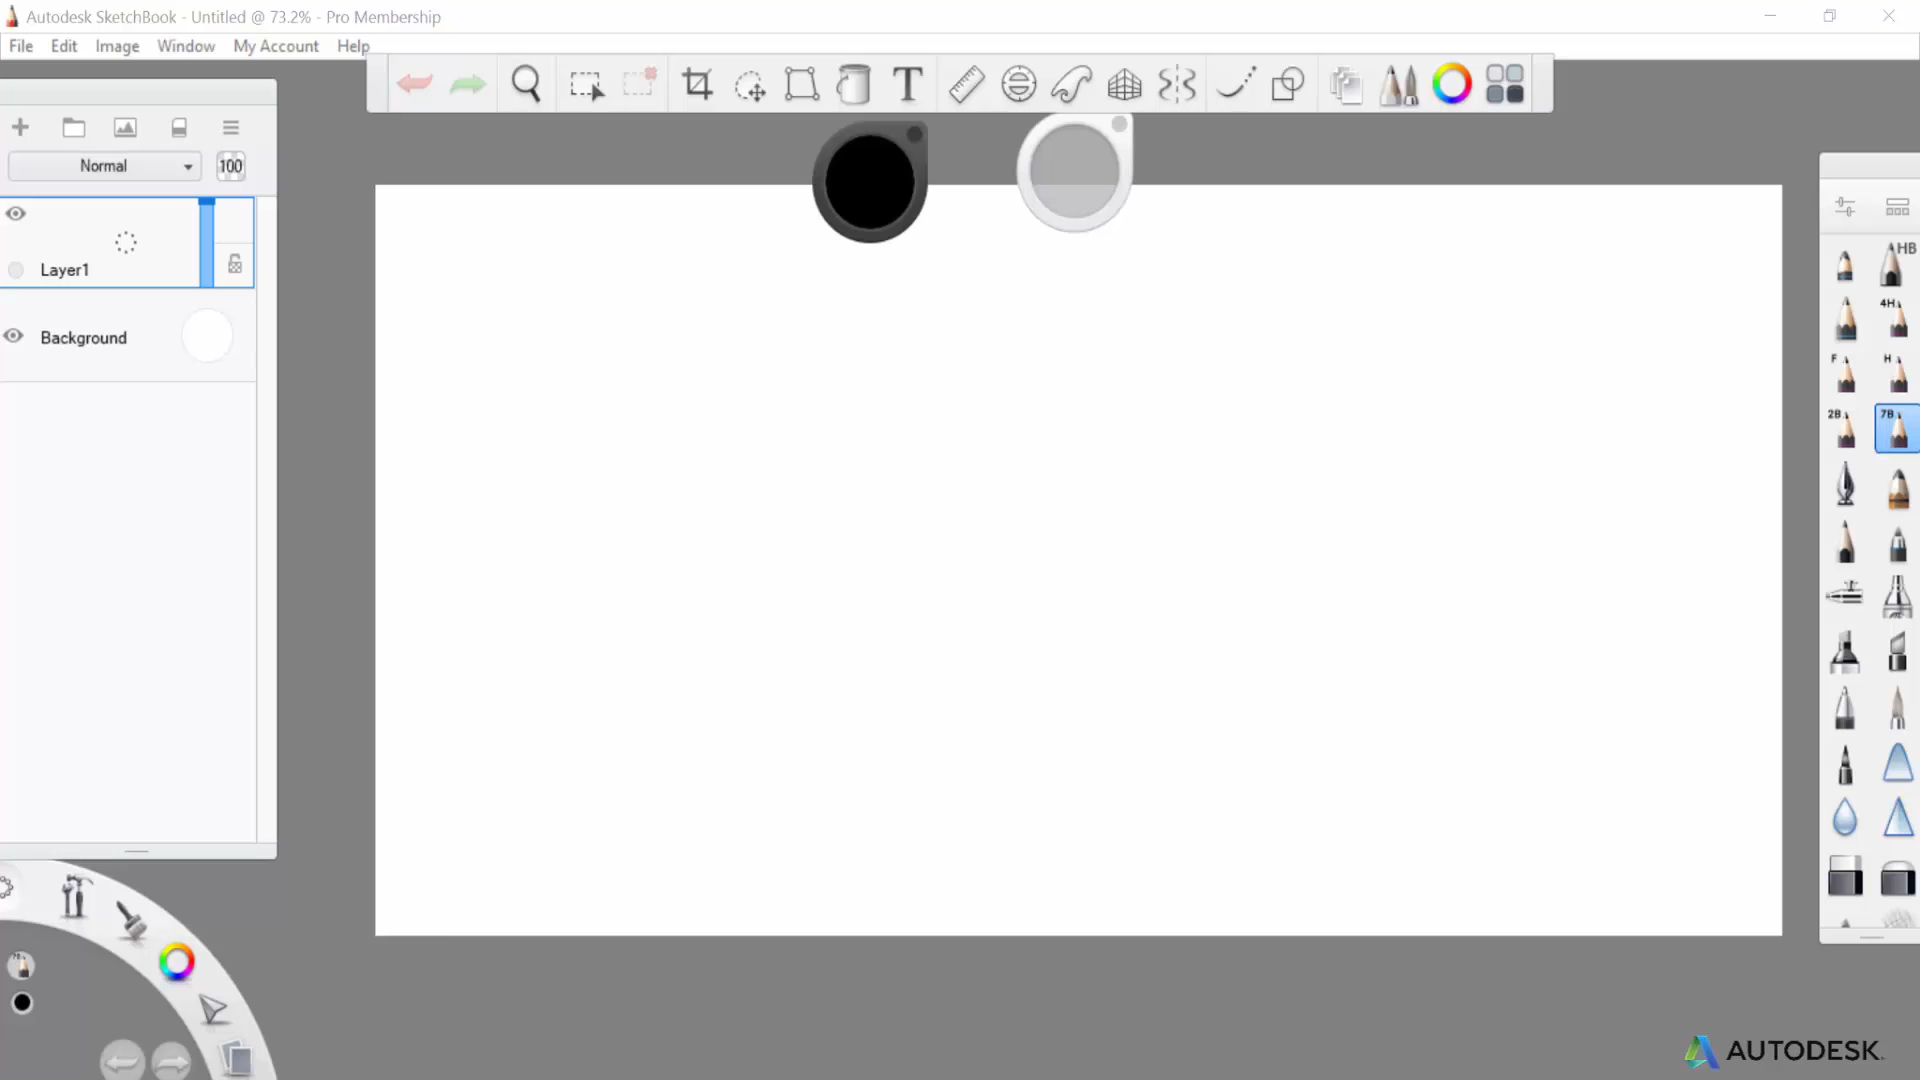 Autodesk SketchBook - Untitled @ 73.2% - Pro Membership
File Edit Image Window My Account Help
T
Normal 100
Layer1
Background
HB
4H
F H
2B 7B
AUTODESK.